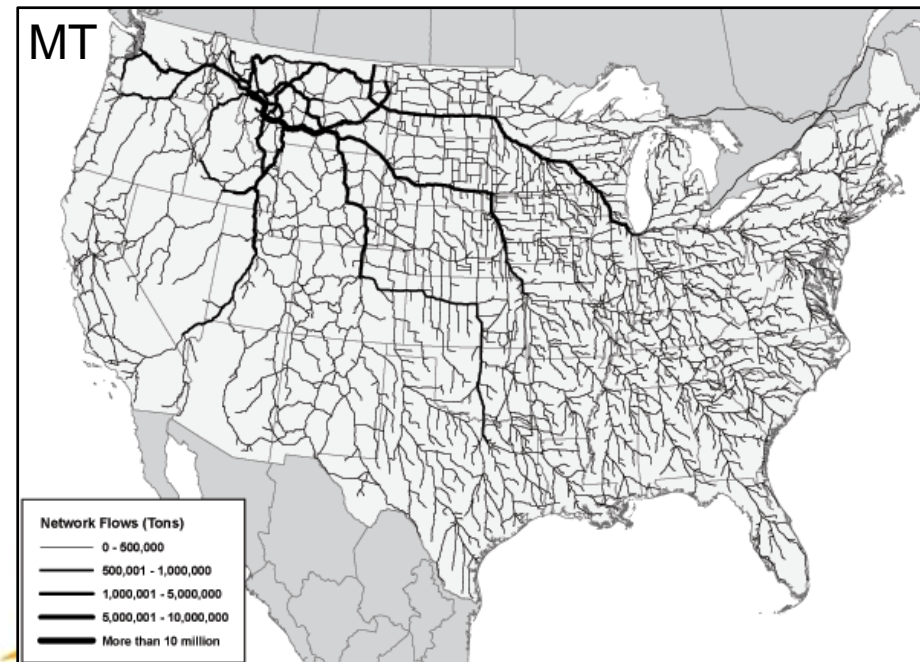 MT
Network Flows (Tons)
0 - 500,000
500,001 - 1,000,000
1,000,001 - 5,000,000
5,000,001 - 10,000,000
More than 10 million